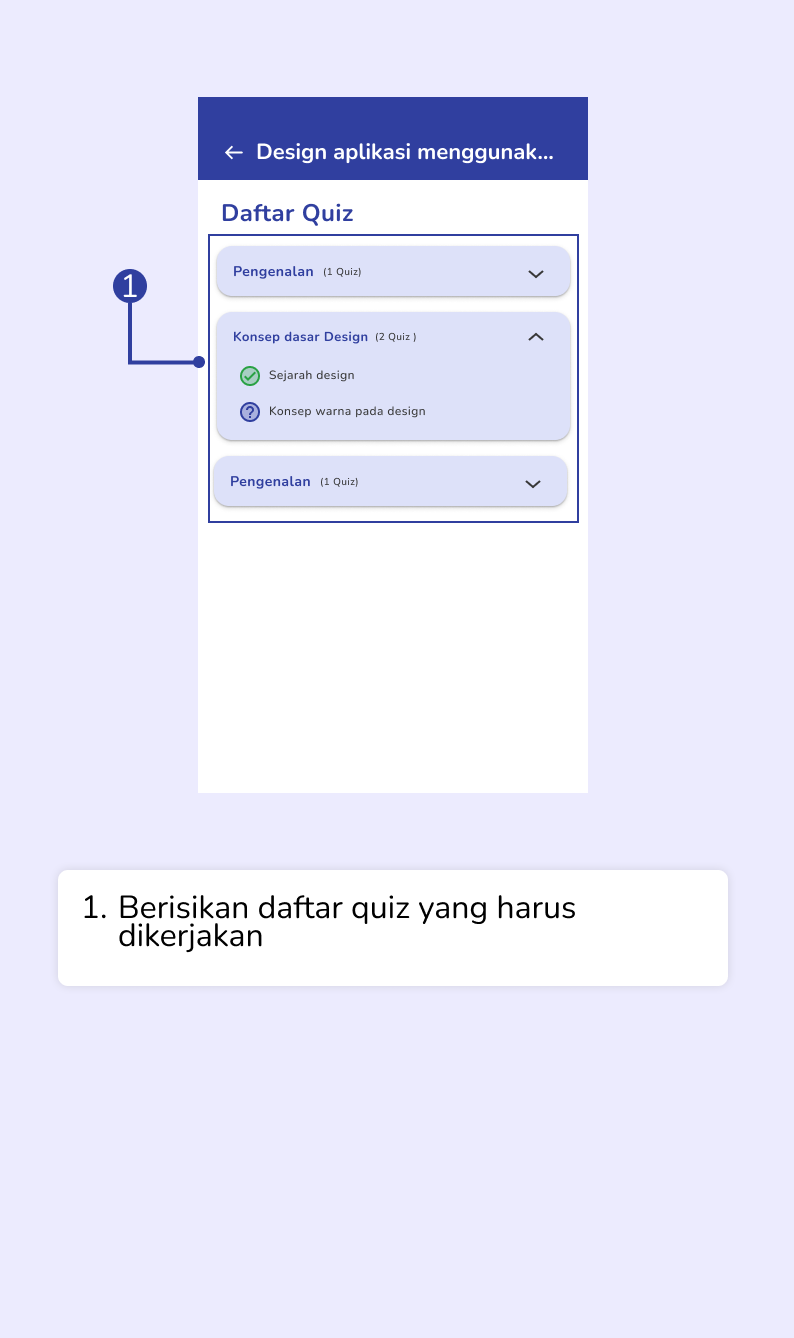 Design aplikasi menggunak...
Daftar Quiz
Pengenalan (1 Quiz)
1
Konsep dasar Design (2 Quiz )
Sejarah design
Konsep warna pada design
Pengenalan (1 Quiz)
1. Berisikan daftar quiz yang harus
dikerjakan